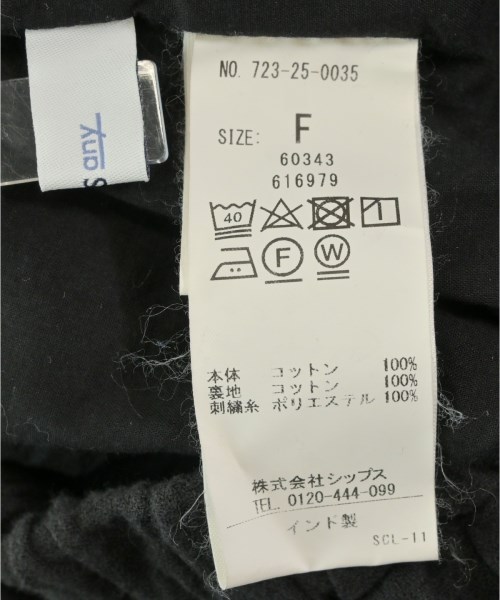 s any
NO. 723-25-0035
SIZE: F
60343
616979
40
F W
本体 コットン 100%
裏地 コットン 100%
刺繍糸 ポリエステル 100%
株式会社シップス
TEL. 0120-444-099
インド製
SCL-11